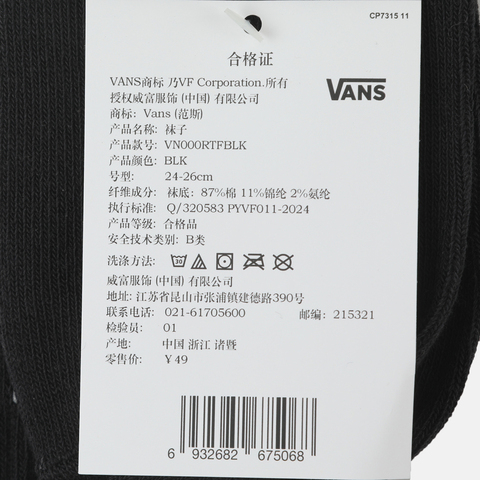 CP7315 11
合格证
VANS商标 乃VF Corporation.所有
授权威富服饰 (中国) 有限公司
VANS
商标: Vans (范斯)
产品名称: 袜子
产品款号: VN000RTFBLK
产品颜色: BLK
号型: 24-26cm
纤维成分: 袜底: 87%棉 11%锦纶 2%氨纶
执行标准: Q/320583 PYVF011-2024
产品等级: 合格品
安全技术类别: B类
洗涤方法: 30
威富服饰 (中国) 有限公司
地址: 江苏省昆山市张浦镇建德路390号
联系电话: 021-61705600 邮编: 215321
检验员: 01
产地: 中国 浙江 诸暨
零售价: ¥49
6 932682 675068